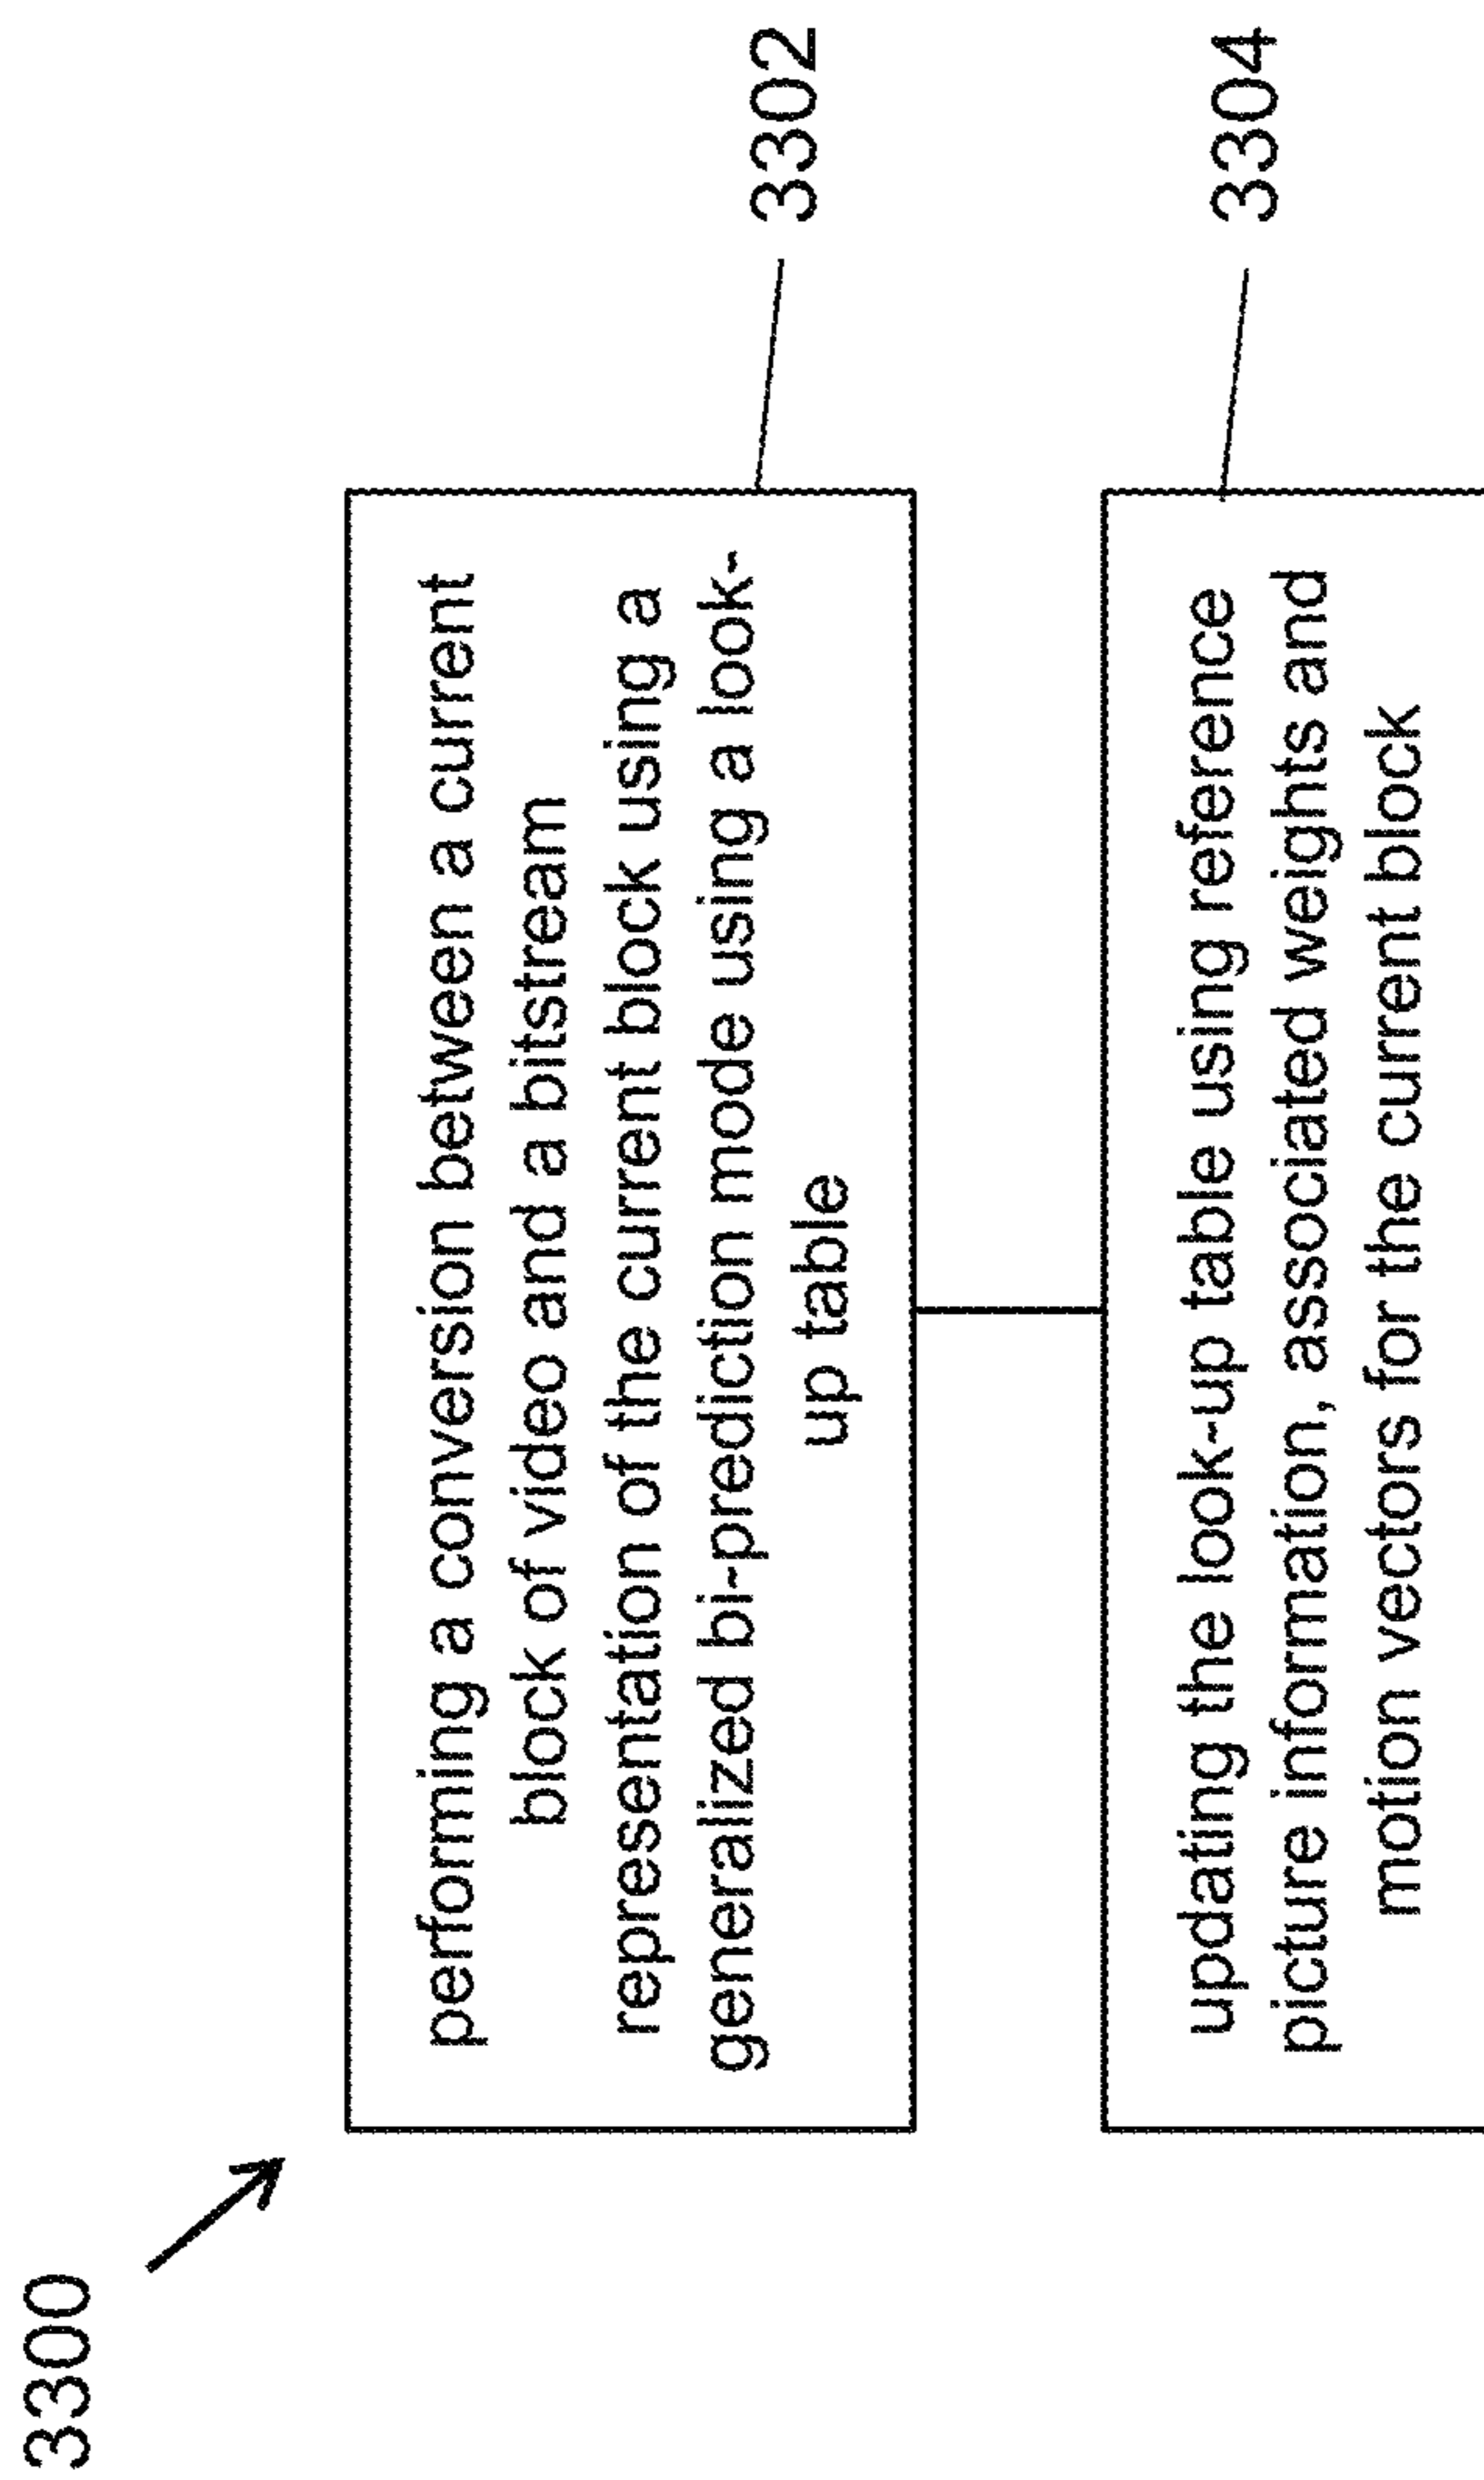 3300
performing a conversion between a current
block of video and a bitstream
representation of the current block using a
generalized bi-prediction mode using a look-
up table
3302
updating the look-up table using reference
picture information, associated weights and
motion vectors for the current block
3304